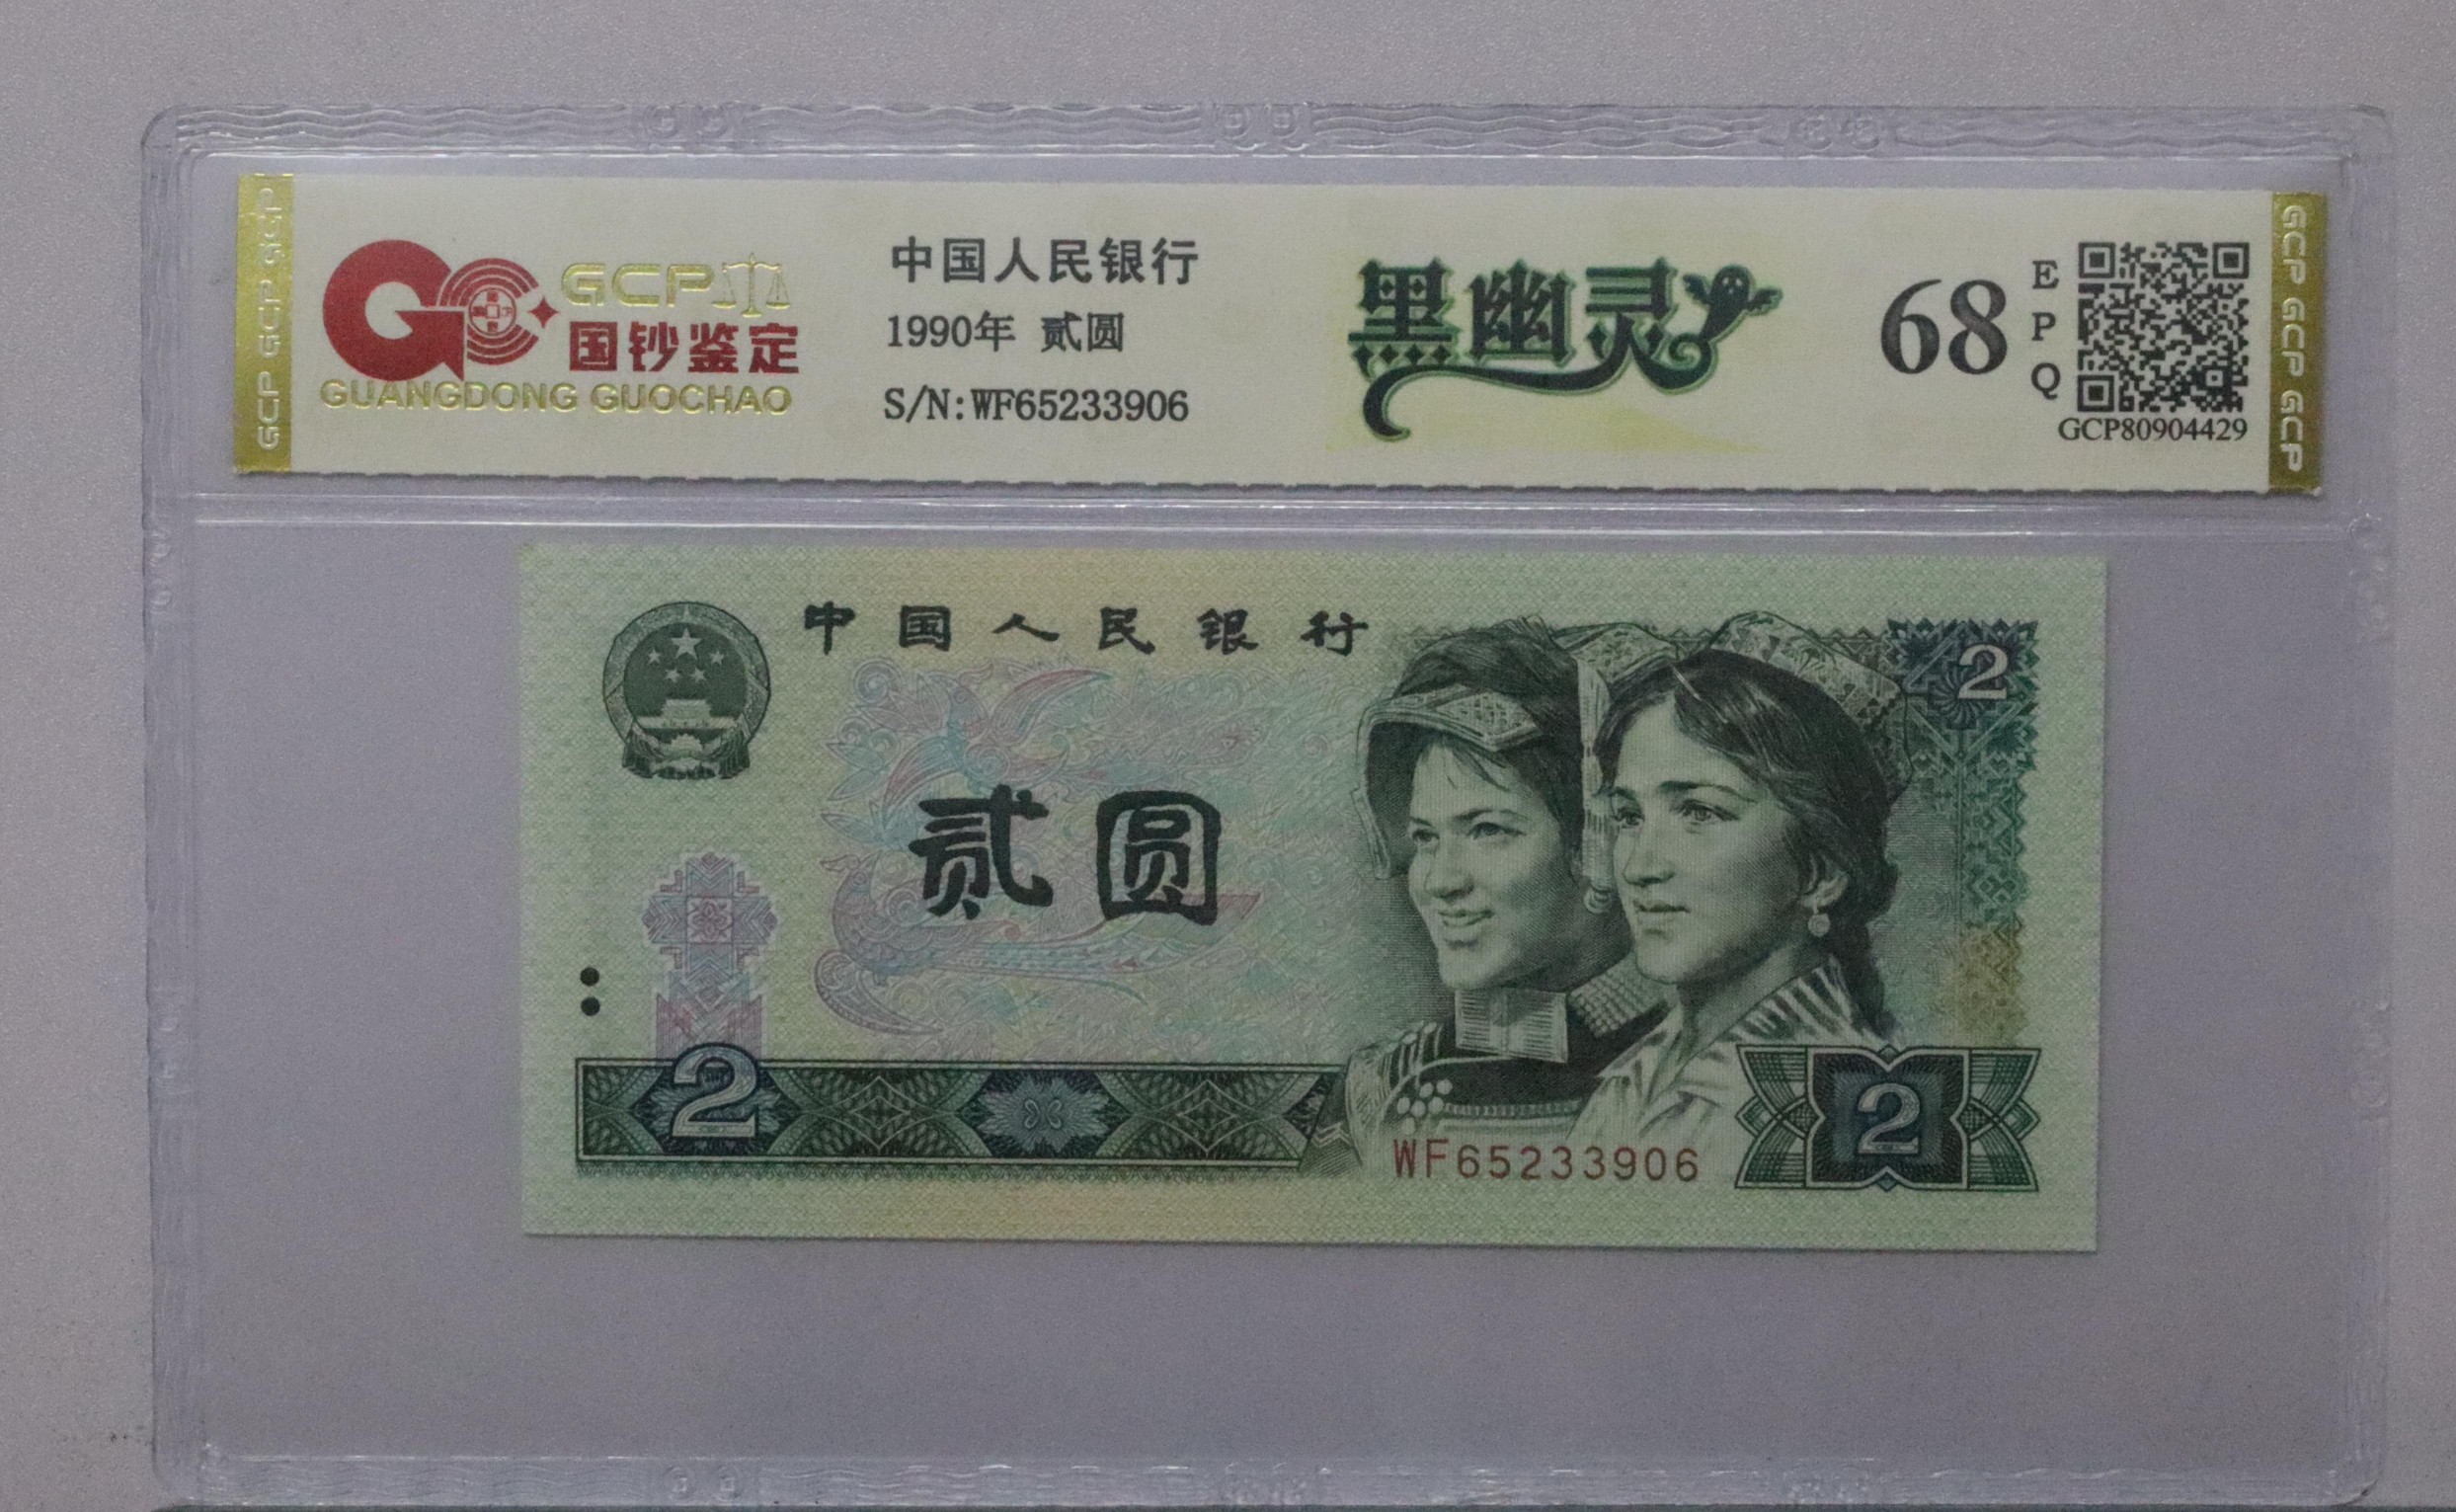 GCP GCP GCP
GCP
国钞鉴定
GUANGDONG GUOCHAO
中国人民银行
1990年 贰圆
S/N:WF65233906
黑幽灵
68
E
P
Q
GCP80904429
GCP GCP GCP
中国人民银行
2
贰圆
2
WF65233906
2